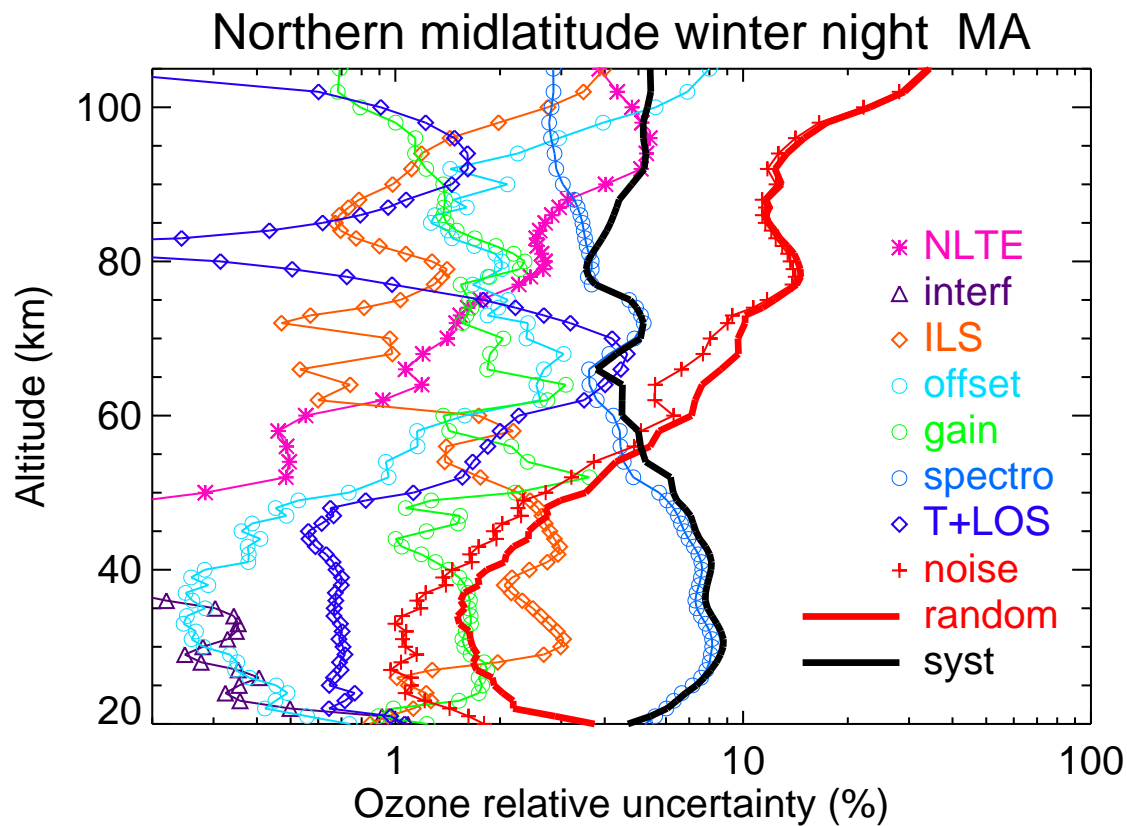 Northern midlatitude winter night MA
100
80
60
40
20
Altitude (km)
NLTE
interf
ILS
offset
gain
spectro
T+LOS
noise
random
syst
1
10
100
Ozone relative uncertainty (%)